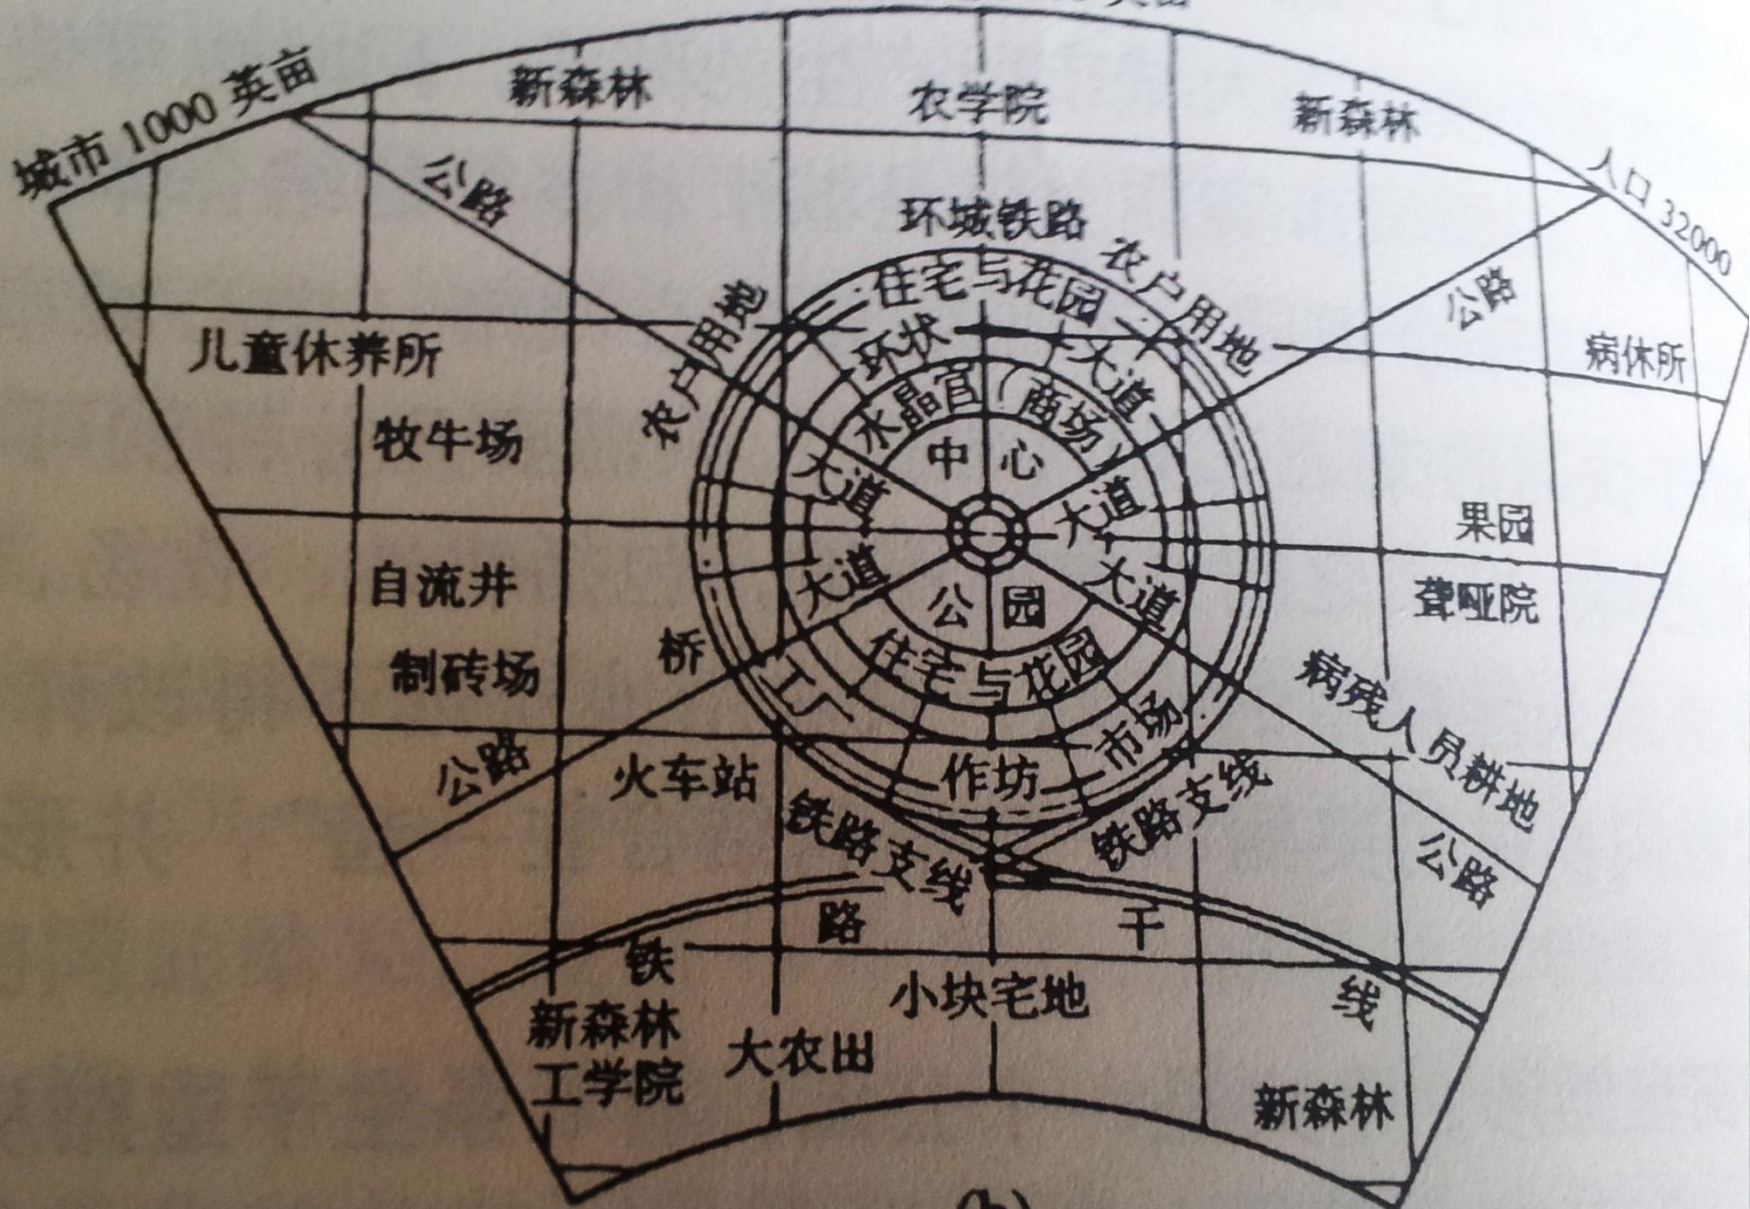 城市 1000 英亩
新森林
农学院
新森林
人口 32000
公路
环城铁路
农户用地
农户用地
公路
住宅与花园
儿童休养所
环状
大道
病休所
水晶宫(商场)
牧牛场
中心
大道
大道
果园
自流井
大道
公园
大道
聋哑院
制砖场
桥
住宅与花园
病残人员耕地
工厂
市场
公路
火车站
作坊
铁路支线
铁路支线
公路
铁路干线
小块宅地
新森林
工学院
大农田
新森林
(b)